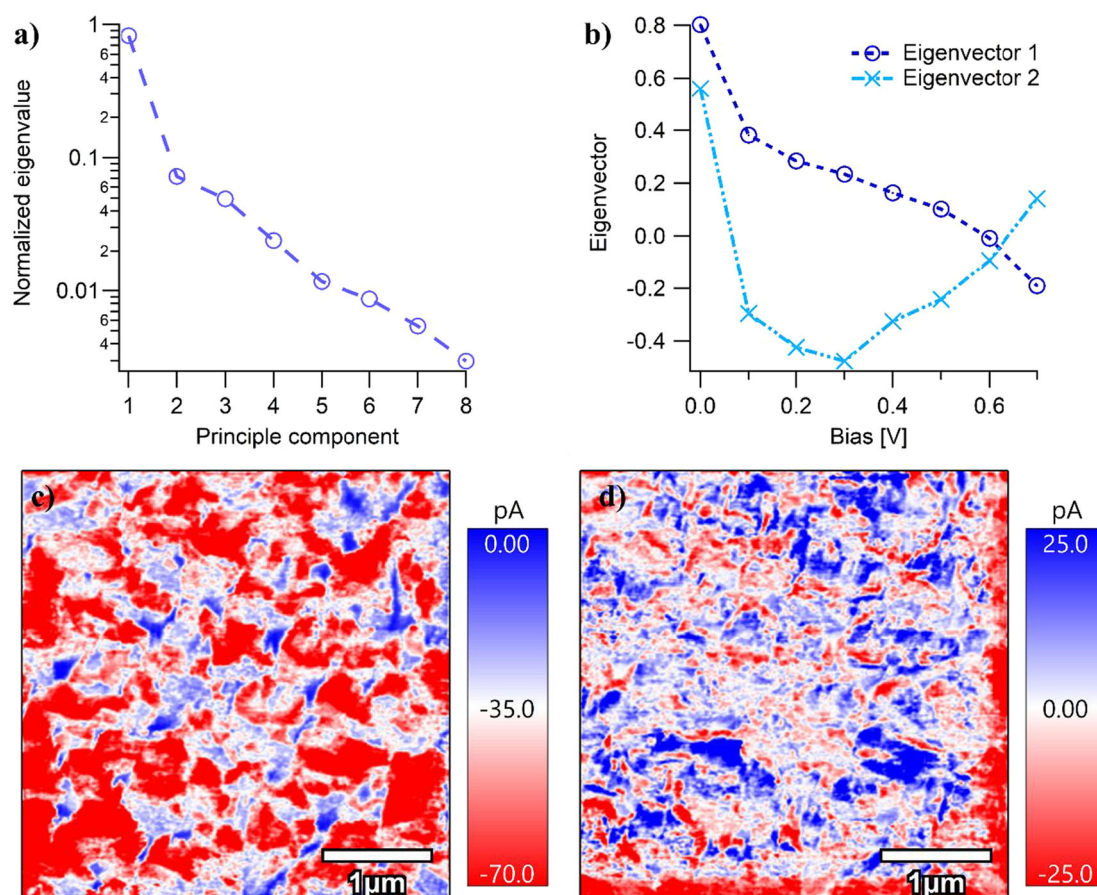 a)
Normalized eigenvalue
1
6
4
2
0.1
6
4
2
0.01
6
4
1 2 3 4 5 6 7 8
Principle component
b)
Eigenvector
0.8
0.6
0.4
0.2
0.0
-0.2
-0.4
Eigenvector 1
Eigenvector 2
0.0 0.2 0.4 0.6
Bias [V]
c)
1µm
pA
0.00
-35.0
-70.0
d)
1µm
pA
25.0
0.00
-25.0